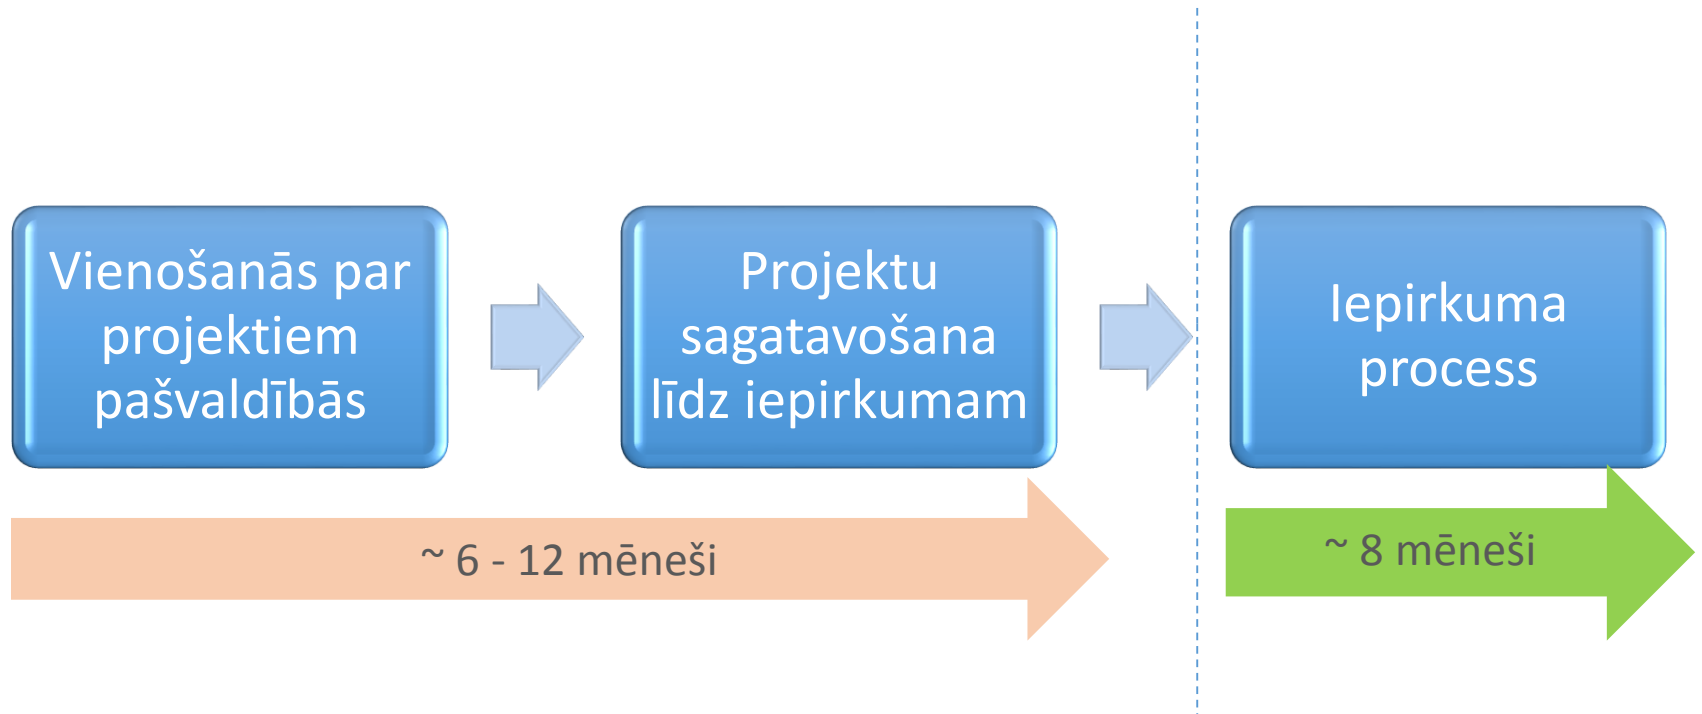 Vienošanās par
projektiem
pašvaldībās
Projektu
sagatavošana
līdz iepirkumam
Iepirkuma
process
~ 6 - 12 mēneši
~ 8 mēneši